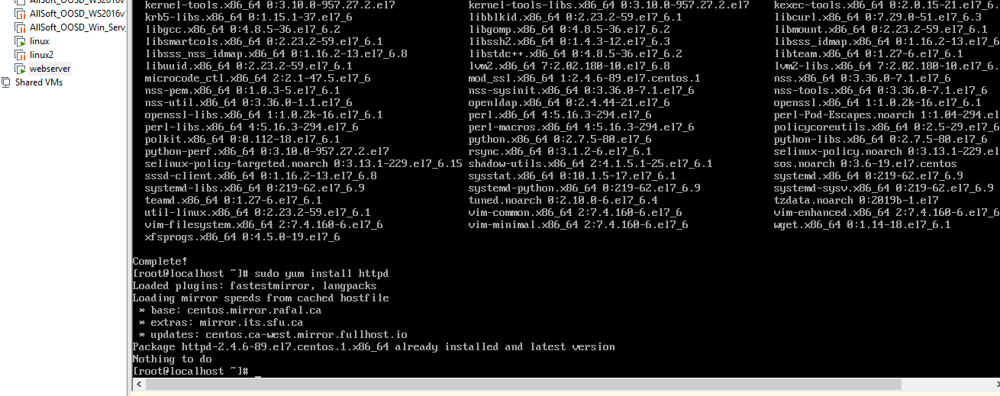 AllSoft_OOSD_WS2016v
AllSoft_OOSD_Win_Serv
linux
linux2
webserver
Shared VMs
kernel-tools.x86_64 0:3.10.0-957.27.2.el7 kernel-tools-libs.x86_64 0:3.10.0-957.27.2.el7 kexec-tools.x86_64 0:2.0.15-21.el7_6.
krb5-libs.x86_64 0:1.15.1-37.el7_6 libblkid.x86_64 0:2.23.2-59.el7_6.1 libcurl.x86_64 0:7.29.0-51.el7_6.3
libgcc.x86_64 0:4.8.5-36.el7_6.2 libgomp.x86_64 0:4.8.5-36.el7_6.2 libmount.x86_64 0:2.23.2-59.el7_6.1
libsmartcols.x86_64 0:2.23.2-59.el7_6.1 libssh2.x86_64 0:1.4.3-12.el7_6.3 libsss_idmap.x86_64 0:1.16.2-13.el7_6
libsss_nss_idmap.x86_64 0:1.16.2-13.el7_6.8 libstdc++.x86_64 0:4.8.5-36.el7_6.2 libteam.x86_64 0:1.27-6.el7_6.1
libuuid.x86_64 0:2.23.2-59.el7_6.1 lvm2.x86_64 7:2.02.180-10.el7_6.8 lvm2-libs.x86_64 7:2.02.180-10.el7_6.
microcode_ctl.x86_64 2:2.1-47.5.el7_6 mod_ssl.x86_64 1:2.4.6-89.el7.centos.1 nss.x86_64 0:3.36.0-7.1.el7_6
nss-pem.x86_64 0:1.0.3-5.el7_6.1 nss-sysinit.x86_64 0:3.36.0-7.1.el7_6 nss-tools.x86_64 0:3.36.0-7.1.el7_6
nss-util.x86_64 0:3.36.0-1.1.el7_6 openldap.x86_64 0:2.4.44-21.el7_6 openssl.x86_64 1:1.0.2k-16.el7_6.1
openssl-libs.x86_64 1:1.0.2k-16.el7_6.1 perl.x86_64 4:5.16.3-294.el7_6 perl-Pod-Escapes.noarch 1:1.04-294.el
perl-libs.x86_64 4:5.16.3-294.el7_6 perl-macros.x86_64 4:5.16.3-294.el7_6 policycoreutils.x86_64 0:2.5-29.el7_6
polkit.x86_64 0:0.112-18.el7_6.1 python.x86_64 0:2.7.5-80.el7_6 python-libs.x86_64 0:2.7.5-80.el7_6
python-perf.x86_64 0:3.10.0-957.27.2.el7 rsync.x86_64 0:3.1.2-6.el7_6.1 selinux-policy.noarch 0:3.13.1-229.el
selinux-policy-targeted.noarch 0:3.13.1-229.el7_6.15 shadow-utils.x86_64 2:4.1.5.1-25.el7_6.1 sos.noarch 0:3.6-19.el7.centos
sssd-client.x86_64 0:1.16.2-13.el7_6.8 sysstat.x86_64 0:10.1.5-17.el7_6.1 systemd.x86_64 0:219-62.el7_6.9
systemd-libs.x86_64 0:219-62.el7_6.9 systemd-python.x86_64 0:219-62.el7_6.9 systemd-sysv.x86_64 0:219-62.el7_6.9
teamd.x86_64 0:1.27-6.el7_6.1 tuned.noarch 0:2.10.0-6.el7_6.4 tzdata.noarch 0:2019b-1.el7
util-linux.x86_64 0:2.23.2-59.el7_6.1 vim-common.x86_64 2:7.4.160-6.el7_6 vim-enhanced.x86_64 2:7.4.160-6.el7_6
vim-filesystem.x86_64 2:7.4.160-6.el7_6 vim-minimal.x86_64 2:7.4.160-6.el7_6 wget.x86_64 0:1.14-18.el7_6.1
xfsprogs.x86_64 0:4.5.0-19.el7_6
Complete!
[root@localhost ~]# sudo yum install httpd
Loaded plugins: fastestmirror, langpacks
Loading mirror speeds from cached hostfile
* base: centos.mirror.rafal.ca
* extras: mirror.its.sfu.ca
* updates: centos.ca-west.mirror.fullhost.io
Package httpd-2.4.6-89.el7.centos.1.x86_64 already installed and latest version
Nothing to do
[root@localhost ~]# _